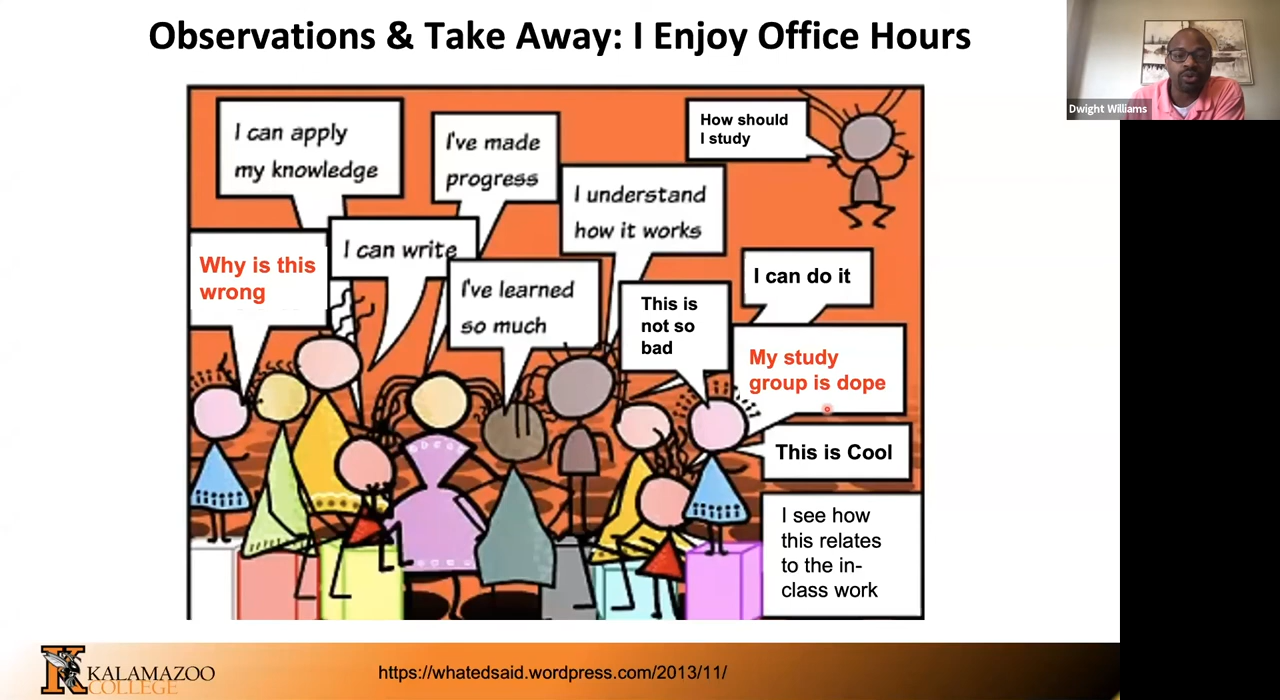 Observations & Take Away: I Enjoy Office Hours
Dwight Williams
I can apply
my knowledge
I've made
progress
How should
I study
I understand
how it works
Why is this
wrong
I can write
I've learned
so much
This is
not so
bad
I can do it
My study
group is dope
This is Cool
I see how
this relates
to the in-
class work
K
KALAMAZOO
COLLEGE
https://whatedsaid.wordpress.com/2013/11/